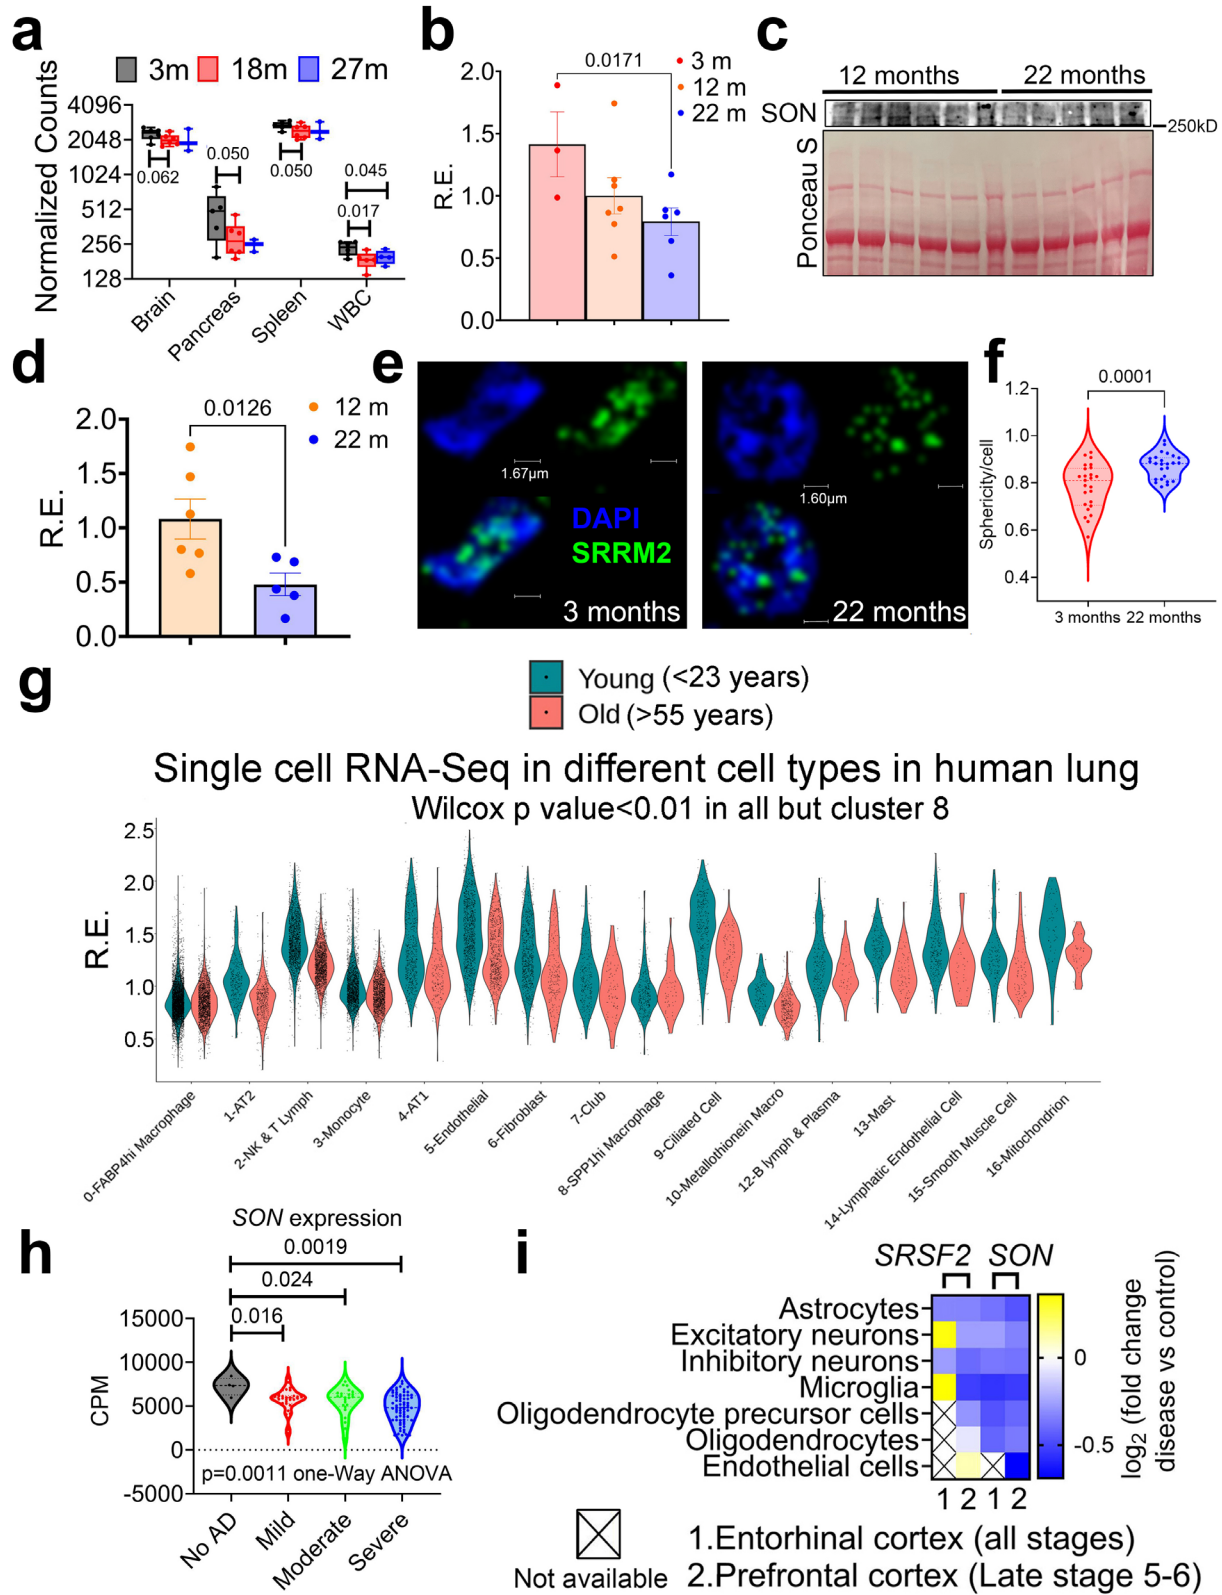 a
3m 18m 27m
Normalized Counts
4096
2048
1024
512
256
128
0.062
0.050
0.050
0.045
0.017
Brain
Pancreas
Spleen
WBC
b
R.E.
2.0
1.5
1.0
0.5
0.0
0.0171
3 m
12 m
22 m
c
12 months 22 months
SON
250kD
Ponceau S
d
R.E.
2.0
1.5
1.0
0.5
0.0
0.0126
12 m
22 m
e
1.67µm
DAPI
SRRM2
3 months
1.60µm
22 months
f
Sphericity/cell
1.2
1.0
0.8
0.6
0.4
0.0001
3 months 22 months
g
Young (<23 years)
Old (>55 years)
Single cell RNA-Seq in different cell types in human lung
Wilcox p value<0.01 in all but cluster 8
R.E.
2.5
2.0
1.5
1.0
0.5
0-FABP4hi Macrophage
1-AT2
2-NK & T Lymph
3-Monocyte
4-AT1
5-Endothelial
6-Fibroblast
7-Club
8-SPP1hi Macrophage
9-Ciliated Cell
10-Metallothionein Macro
12-B lymph & Plasma
13-Mast
14-Lymphatic Endothelial Cell
15-Smooth Muscle Cell
16-Mitochondrion
h
SON expression
0.0019
0.024
0.016
CPM
15000
10000
5000
0
-5000
p=0.0011 one-Way ANOVA
No AD
Mild
Moderate
Severe
i
SRSF2 SON
Astrocytes
Excitatory neurons
Inhibitory neurons
Microglia
Oligodendrocyte precursor cells
Oligodendrocytes
Endothelial cells
1 2 1 2
0
-0.5
log2 (fold change
disease vs control)
Not available
1.Entorhinal cortex (all stages)
2.Prefrontal cortex (Late stage 5-6)